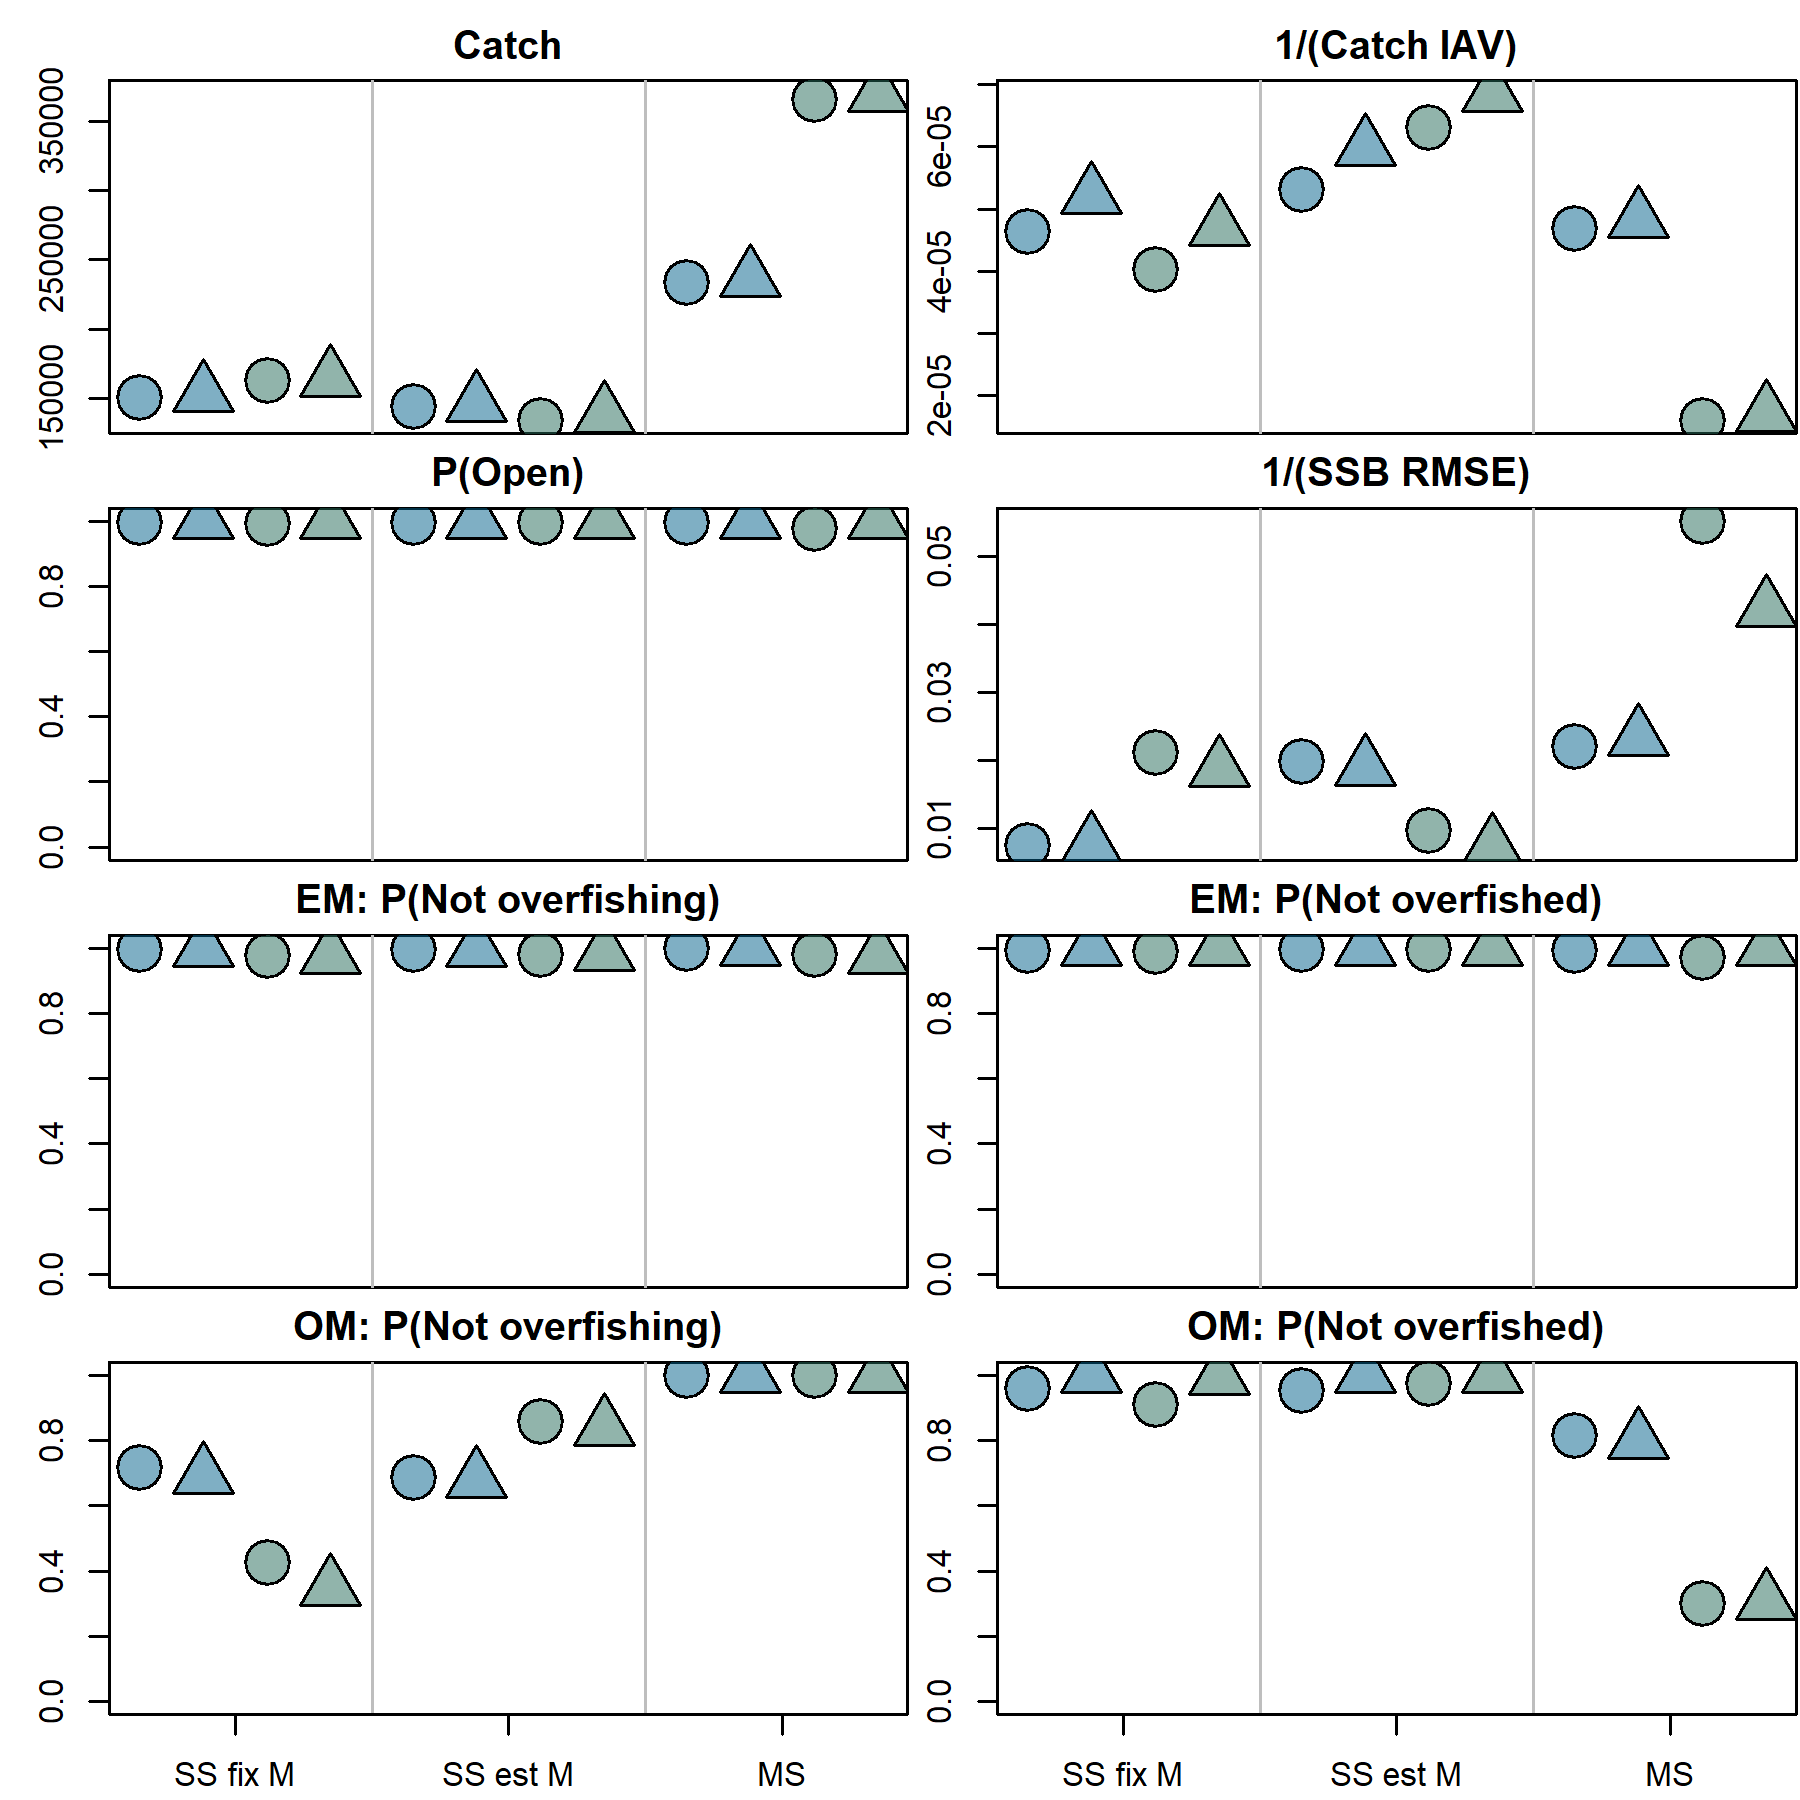 Catch
1/(Catch IAV)
350000
250000
150000
6e-05
4e-05
2e-05
P(Open)
1/(SSB RMSE)
0.8
0.4
0.0
0.05
0.03
0.01
EM: P(Not overfishing)
EM: P(Not overfished)
0.8
0.4
0.0
0.8
0.4
0.0
OM: P(Not overfishing)
OM: P(Not overfished)
0.8
0.4
0.0
0.8
0.4
0.0
SS fix M
SS est M
MS
SS fix M
SS est M
MS